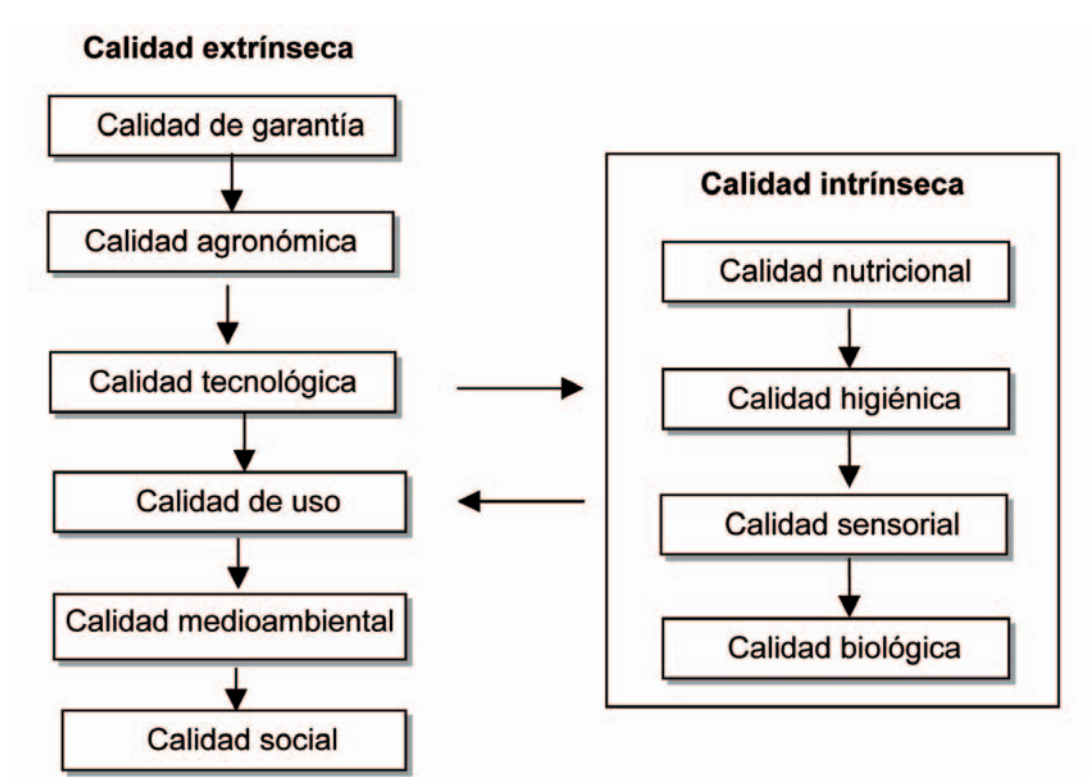 Calidad extrínseca
Calidad de garantía
Calidad agronómica
Calidad tecnológica
Calidad de uso
Calidad medioambiental
Calidad social
Calidad intrínseca
Calidad nutricional
Calidad higiénica
Calidad sensorial
Calidad biológica